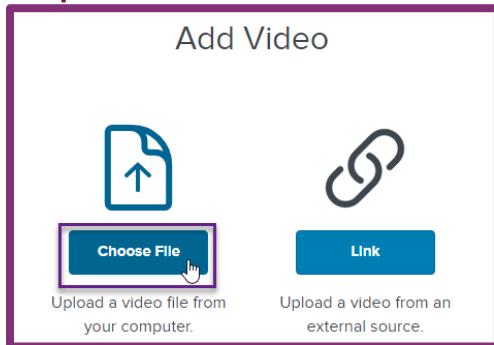 Add Video
Choose File
Link
Upload a video file from
your computer.
Upload a video from an
external source.